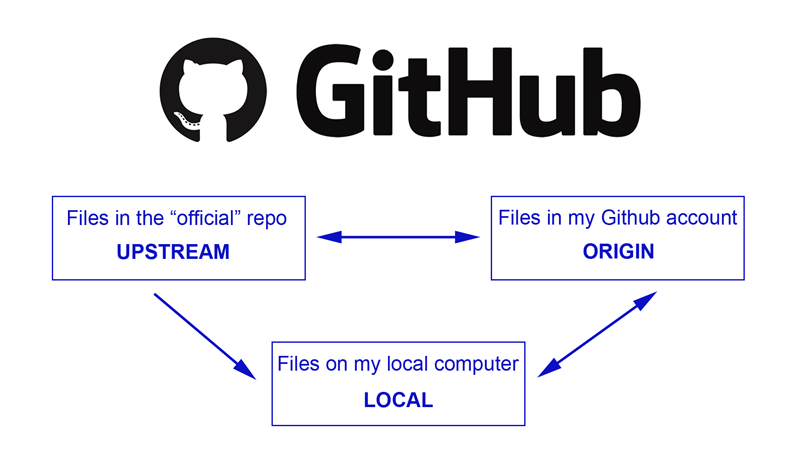 GitHub
Files in the “official” repo
UPSTREAM
Files in my Github account
ORIGIN
Files on my local computer
LOCAL